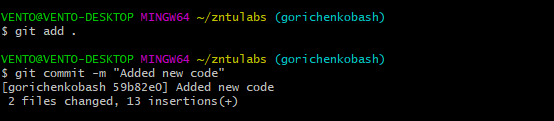 VENTO@VENTO-DESKTOP MINGW64 ~/zntulabs (gorichenkobash)
$ git add .
VENTO@VENTO-DESKTOP MINGW64 ~/zntulabs (gorichenkobash)
$ git commit -m "Added new code"
[gorichenkobash 59b82e0] Added new code
 2 files changed, 13 insertions(+)